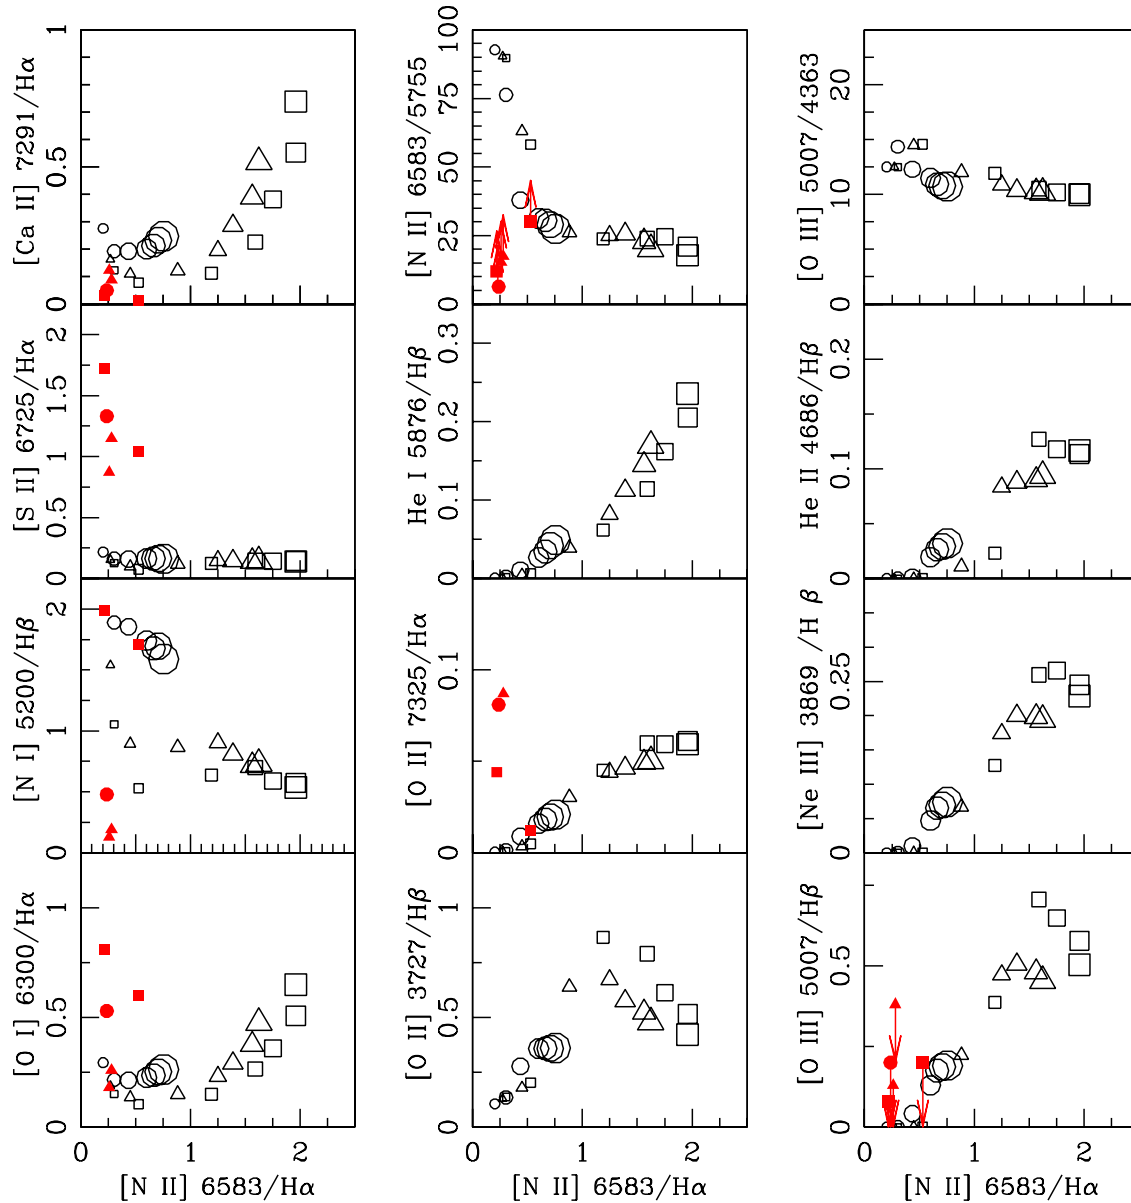 [Ca II] 7291/Hα
1
0.5
0
[N II] 6583/5755
100
75
50
25
0
[O III] 5007/4363
20
10
0
[S II] 6725/Hα
2
1.5
1
0.5
0
He I 5876/Hβ
0.3
0.2
0.1
0
He II 4686/Hβ
0.2
0.1
0
[N I] 5200/Hβ
2
1
0
[O II] 7325/Hα
0.1
0
[Ne III] 3869 /H β
0.25
0
[O I] 6300/Hα
1
0.5
0
[O II] 3727/Hβ
1
0.5
0
[O III] 5007/Hβ
0.5
0
0 1 2
0 1 2
0 1 2
[N II] 6583/Hα
[N II] 6583/Hα
[N II] 6583/Hα